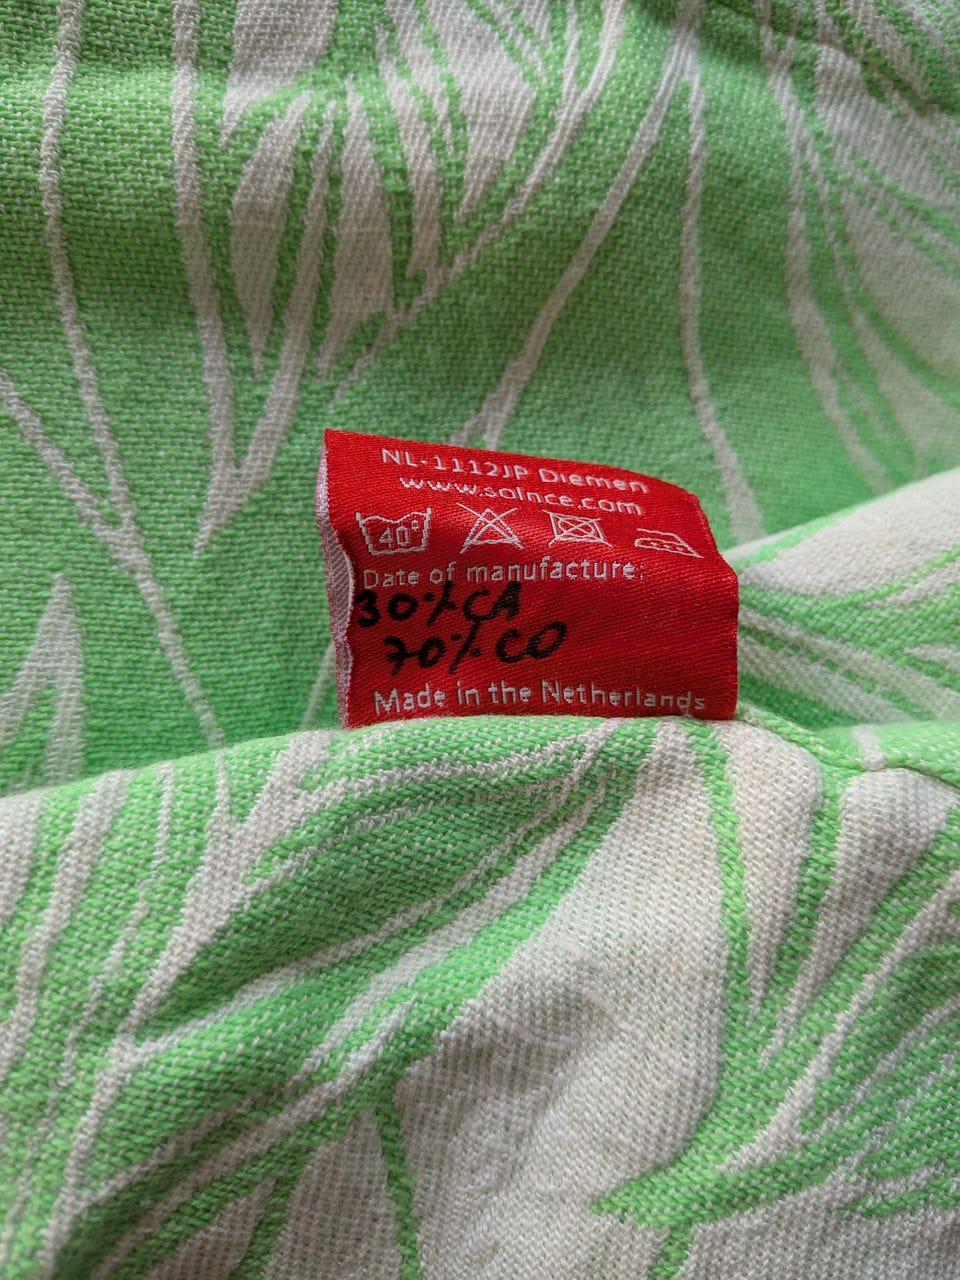 NL-1112JP Diemen
www.solnce.com
40°
Date of manufacture:
30% CA
70% CO
Made in the Netherlands